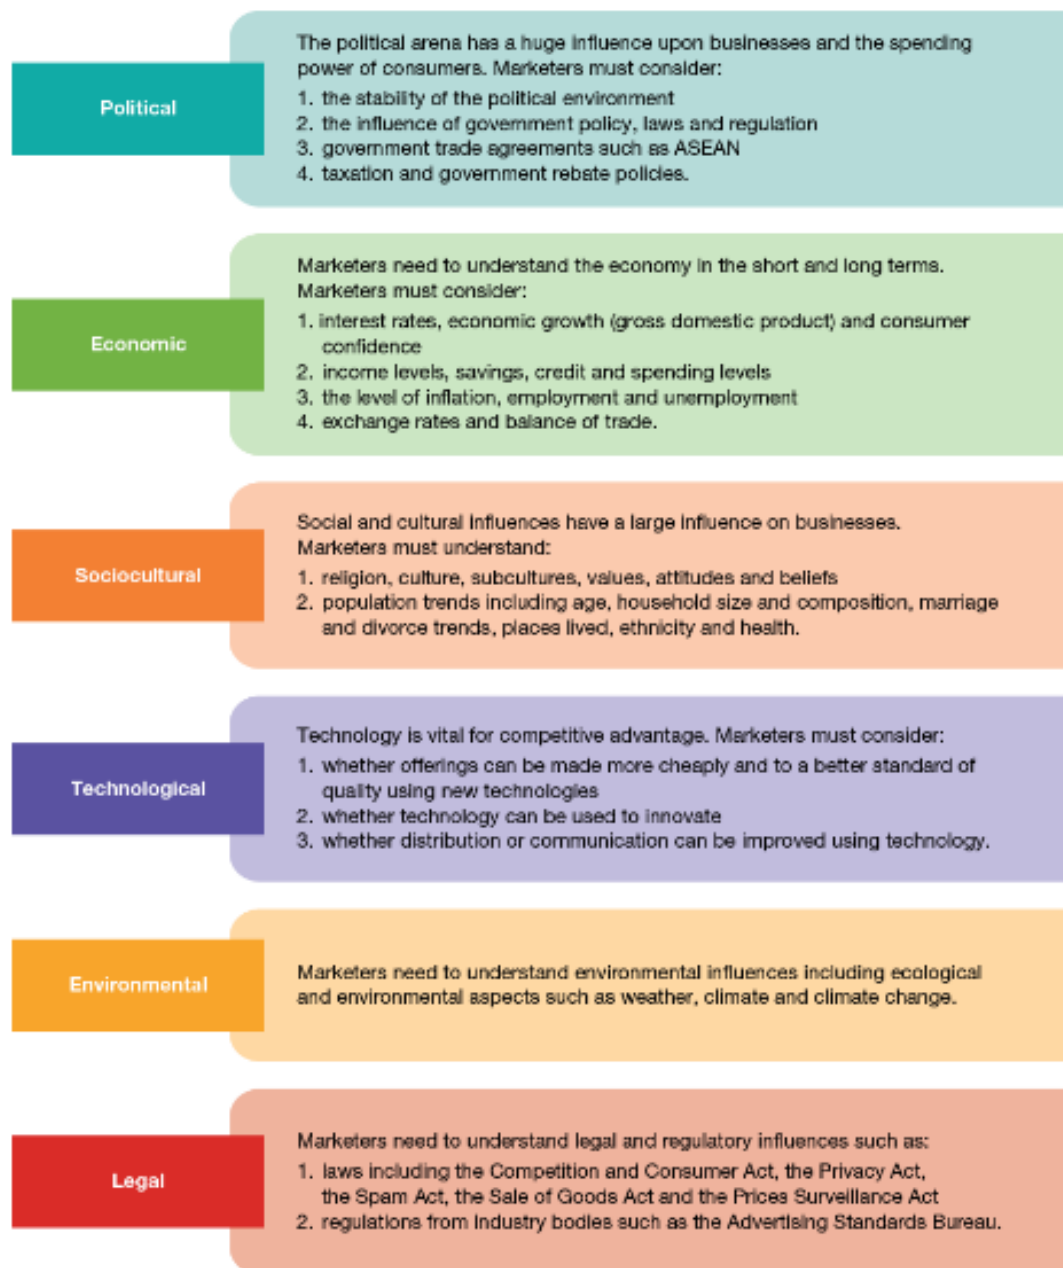 Political
The political arena has a huge influence upon businesses and the spending
power of consumers. Marketers must consider:
1. the stability of the political environment
2. the influence of government policy, laws and regulation
3. government trade agreements such as ASEAN
4. taxation and government rebate policies.
Economic
Marketers need to understand the economy in the short and long terms.
Marketers must consider:
1. interest rates, economic growth (gross domestic product) and consumer
confidence
2. income levels, savings, credit and spending levels
3. the level of inflation, employment and unemployment
4. exchange rates and balance of trade.
Sociocultural
Social and cultural influences have a large influence on businesses.
Marketers must understand:
1. religion, culture, subcultures, values, attitudes and beliefs
2. population trends including age, household size and composition, marriage
and divorce trends, places lived, ethnicity and health.
Technological
Technology is vital for competitive advantage. Marketers must consider:
1. whether offerings can be made more cheaply and to a better standard of
quality using new technologies
2. whether technology can be used to innovate
3. whether distribution or communication can be improved using technology.
Environmental
Marketers need to understand environmental influences including ecological
and environmental aspects such as weather, climate and climate change.
Legal
Marketers need to understand legal and regulatory influences such as:
1. laws including the Competition and Consumer Act, the Privacy Act,
the Spam Act, the Sale of Goods Act and the Prices Surveillance Act
2. regulations from industry bodies such as the Advertising Standards Bureau.